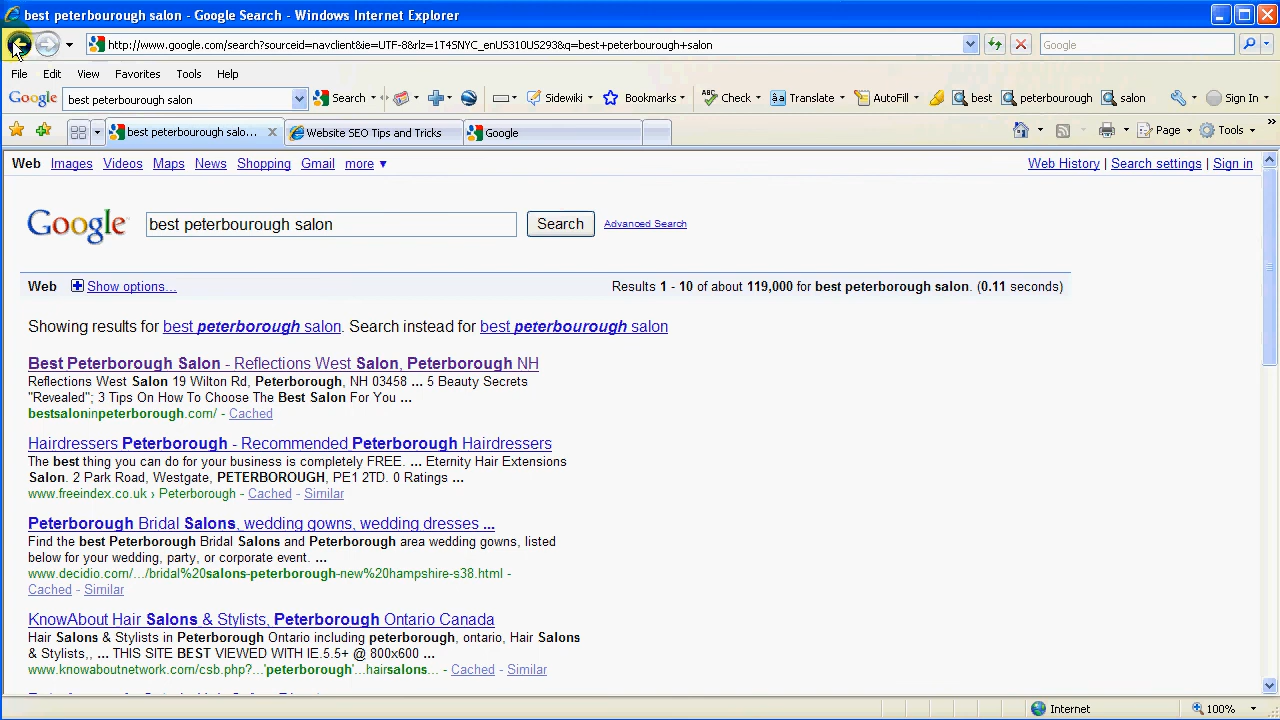 best peterbourough salon - Google Search - Windows Internet Explorer
http://www.google.com/search?sourceid=navclient&ie=UTF-8&rlz=1T4SNYC_enUS310US293&q=best+peterbourough+salon
Google
File Edit View Favorites Tools Help
Google best peterbourough salon Search Sidewiki Bookmarks ABC Check Translate AutoFill best peterbourough salon Sign In
best peterbourough salo... Website SEO Tips and Tricks Google Page Tools
Web Images Videos Maps News Shopping Gmail more ▼ Web History | Search settings | Sign in
Google best peterbourough salon Search Advanced Search
Web Show options... Results 1 - 10 of about 119,000 for best peterborough salon. (0.11 seconds)
Showing results for best peterborough salon. Search instead for best peterbourough salon
Best Peterborough Salon - Reflections West Salon, Peterborough NH
Reflections West Salon 19 Wilton Rd, Peterborough, NH 03458 ... 5 Beauty Secrets
"Revealed"; 3 Tips On How To Choose The Best Salon For You ...
bestsaloninpeterborough.com/ - Cached
Hairdressers Peterborough - Recommended Peterborough Hairdressers
The best thing you can do for your business is completely FREE. ... Eternity Hair Extensions
Salon. 2 Park Road, Westgate, PETERBOROUGH, PE1 2TD. 0 Ratings ...
www.freeindex.co.uk › Peterborough - Cached - Similar
Peterborough Bridal Salons, wedding gowns, wedding dresses ...
Find the best Peterborough Bridal Salons and Peterborough area wedding gowns, listed
below for your wedding, party, or corporate event. ...
www.decidio.com/.../bridal%20salons-peterborough-new%20hampshire-s38.html -
Cached - Similar
KnowAbout Hair Salons & Stylists, Peterborough Ontario Canada
Hair Salons & Stylists in Peterborough Ontario including peterborough, ontario, Hair Salons
& Stylists,, ... THIS SITE BEST VIEWED WITH IE 5.5+ @ 800x600 ...
www.knowaboutnetwork.com/csb.php?...'peterborough'...hairsalons... - Cached - Similar
Internet 100%